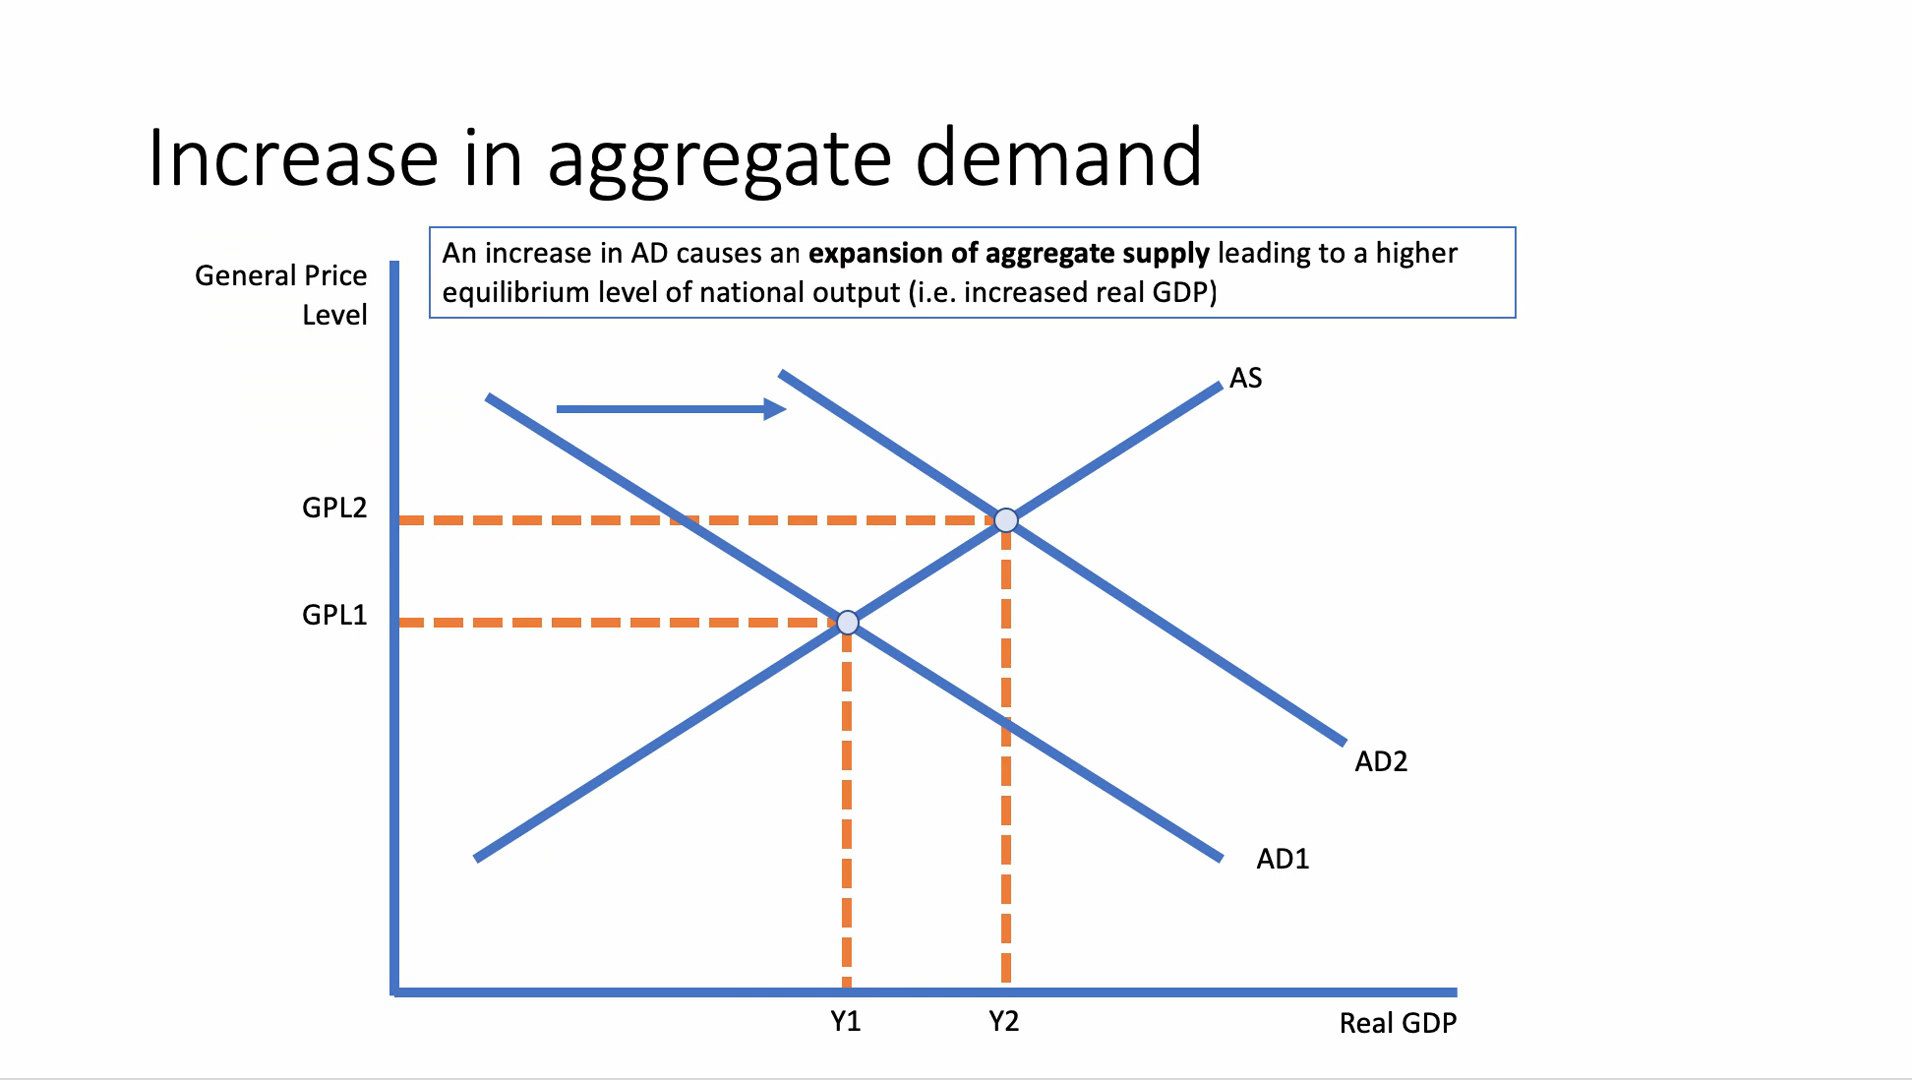 Increase in aggregate demand
An increase in AD causes an expansion of aggregate supply leading to a higher
equilibrium level of national output (i.e. increased real GDP)
General Price
Level
AS
GPL2
GPL1
AD2
AD1
Y1
Y2
Real GDP